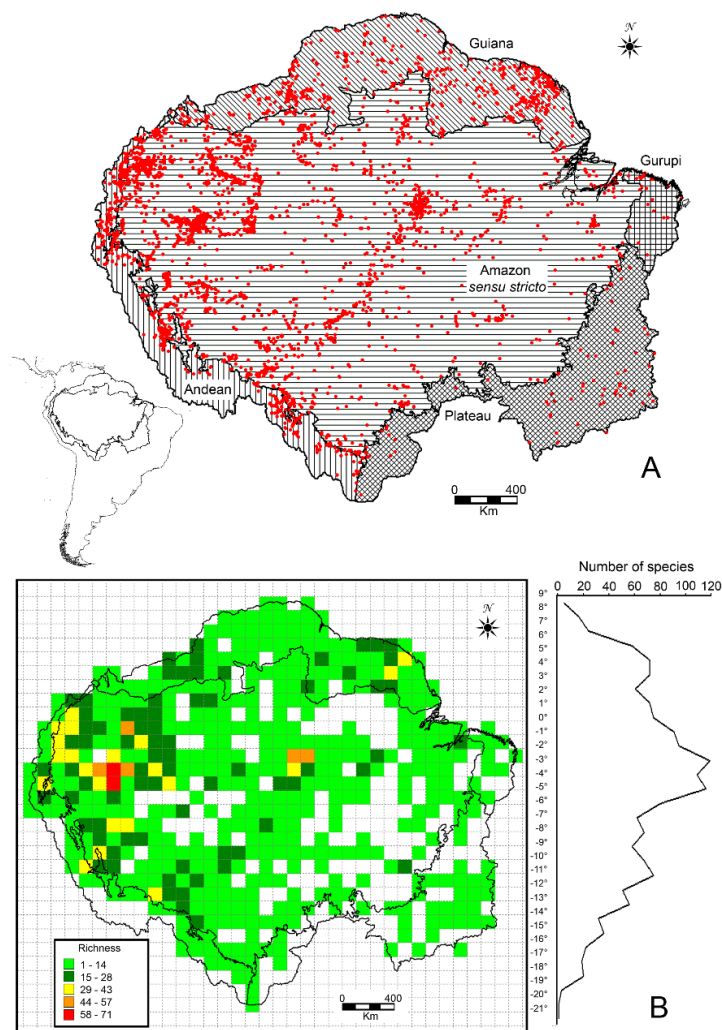 N
Guiana
Gurupi
Amazon
sensu stricto
Andean
Plateau
0 400
Km
A
Number of species
0 20 40 60 80 100 120
9°
8°
7°
6°
5°
4°
3°
2°
1°
0°
-1°
-2°
-3°
-4°
-5°
-6°
-7°
-8°
-9°
-10°
-11°
-12°
-13°
-14°
-15°
-16°
-17°
-18°
-19°
-20°
-21°
N
Richness
1 - 14
15 - 28
29 - 43
44 - 57
58 - 71
0 400
Km
B